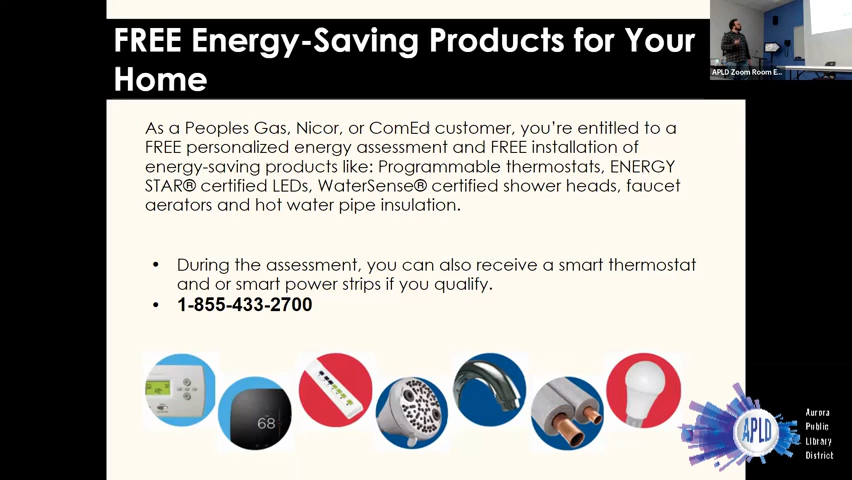 FREE Energy-Saving Products for Your
Home
APLD Zoom Room E...
As a Peoples Gas, Nicor, or ComEd customer, you’re entitled to a
FREE personalized energy assessment and FREE installation of
energy-saving products like: Programmable thermostats, ENERGY
STAR® certified LEDs, WaterSense® certified shower heads, faucet
aerators and hot water pipe insulation.
• During the assessment, you can also receive a smart thermostat
and or smart power strips if you qualify.
• 1-855-433-2700
68
APLD
Aurora
Public
Library
District